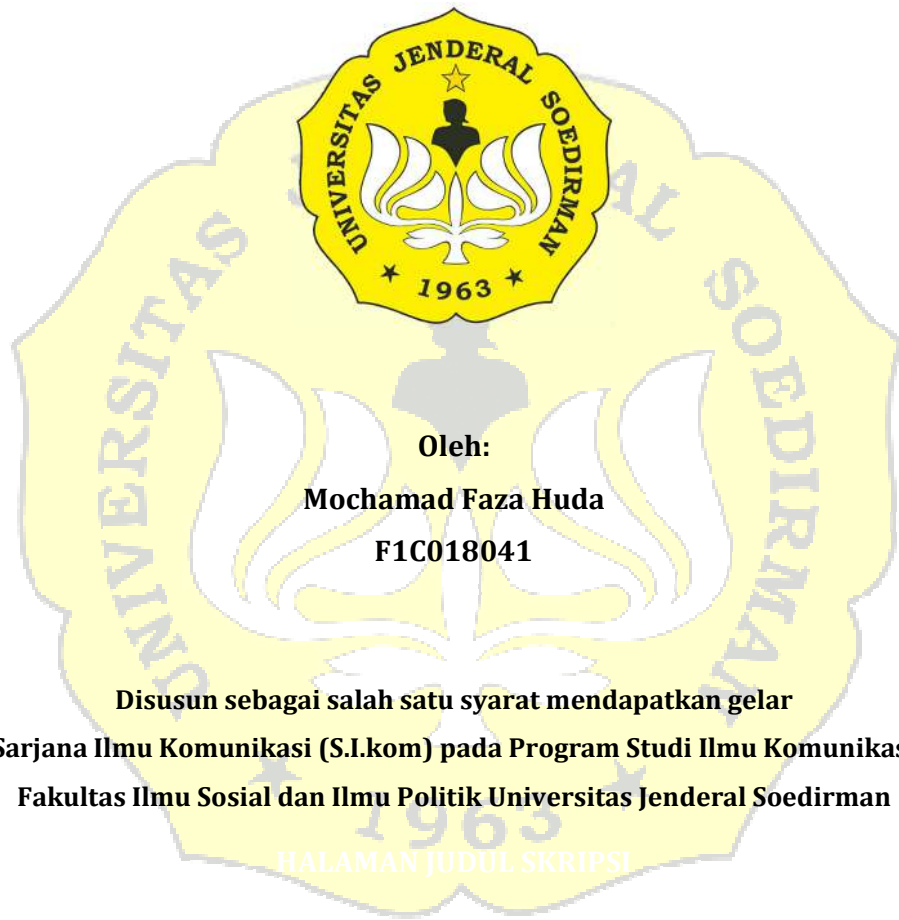 UNIVERSITAS JENDERAL SOEDIRMAN
★ 1963 ★
Oleh:
Mochamad Faza Huda
F1C018041
Disusun sebagai salah satu syarat mendapatkan gelar
Sarjana Ilmu Komunikasi (S.I.kom) pada Program Studi Ilmu Komunikas
Fakultas Ilmu Sosial dan Ilmu Politik Universitas Jenderal Soedirman
HALAMAN JUDUL SKRIPSI